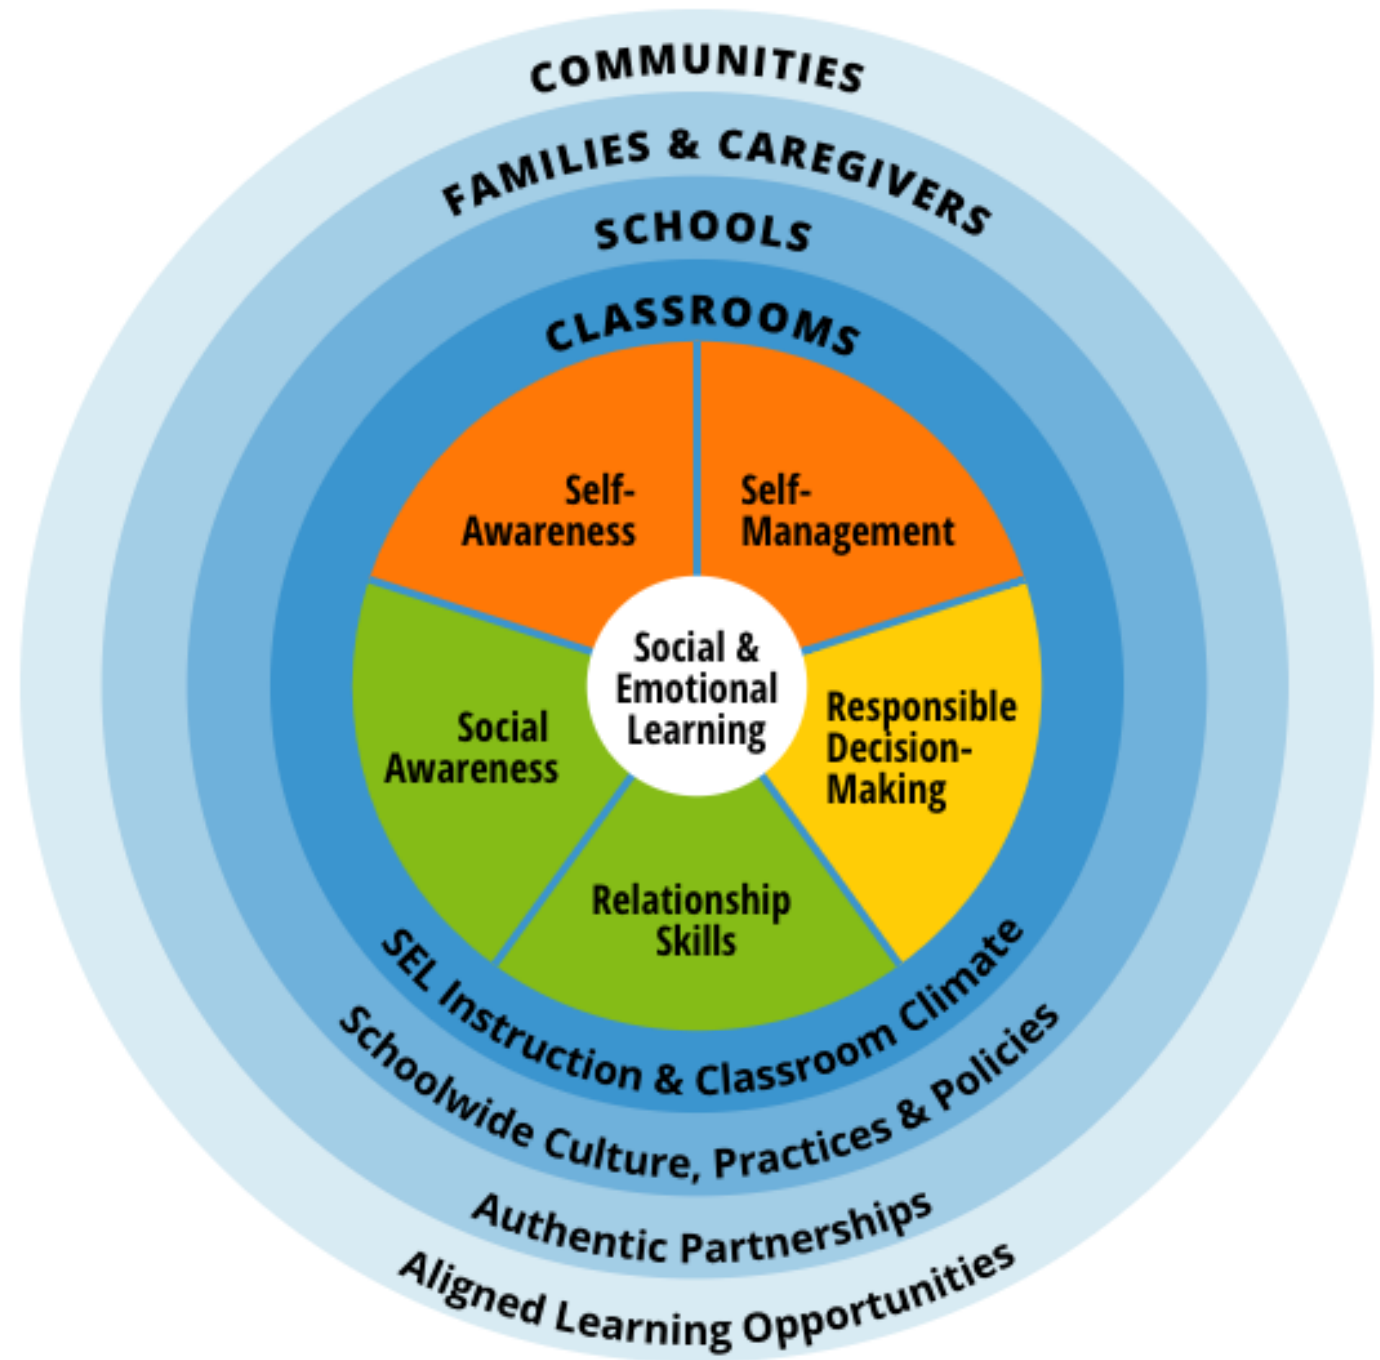 COMMUNITIES
FAMILIES & CAREGIVERS
SCHOOLS
CLASSROOMS
Self-
Awareness
Self-
Management
Social &
Emotional
Learning
Social
Awareness
Responsible
Decision-
Making
Relationship
Skills
SEL Instruction & Classroom Climate
Schoolwide Culture, Practices & Policies
Authentic Partnerships
Aligned Learning Opportunities